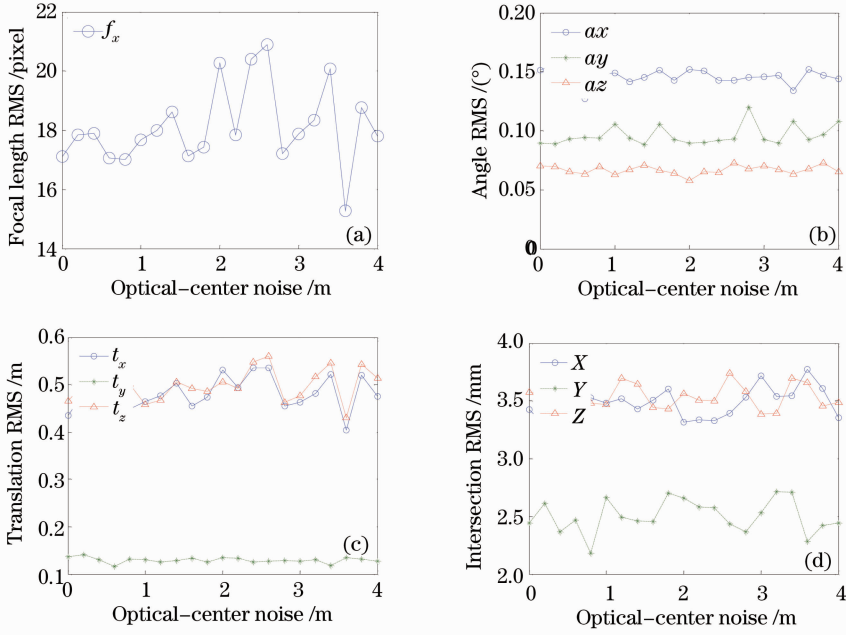 22
20
18
16
14
Focal length RMS /pixel
f_x
(a)
0 1 2 3 4
Optical-center noise /m
0.20
0.15
0.10
0.05
0
Angle RMS /(°)
ax
ay
az
(b)
0 1 2 3 4
Optical-center noise /m
0.6
0.5
0.4
0.3
0.2
0.1
Translation RMS /m
t_x
t_y
t_z
(c)
0 1 2 3 4
Optical-center noise /m
4.0
3.5
3.0
2.5
2.0
Intersection RMS /mm
X
Y
Z
(d)
0 1 2 3 4
Optical-center noise /m